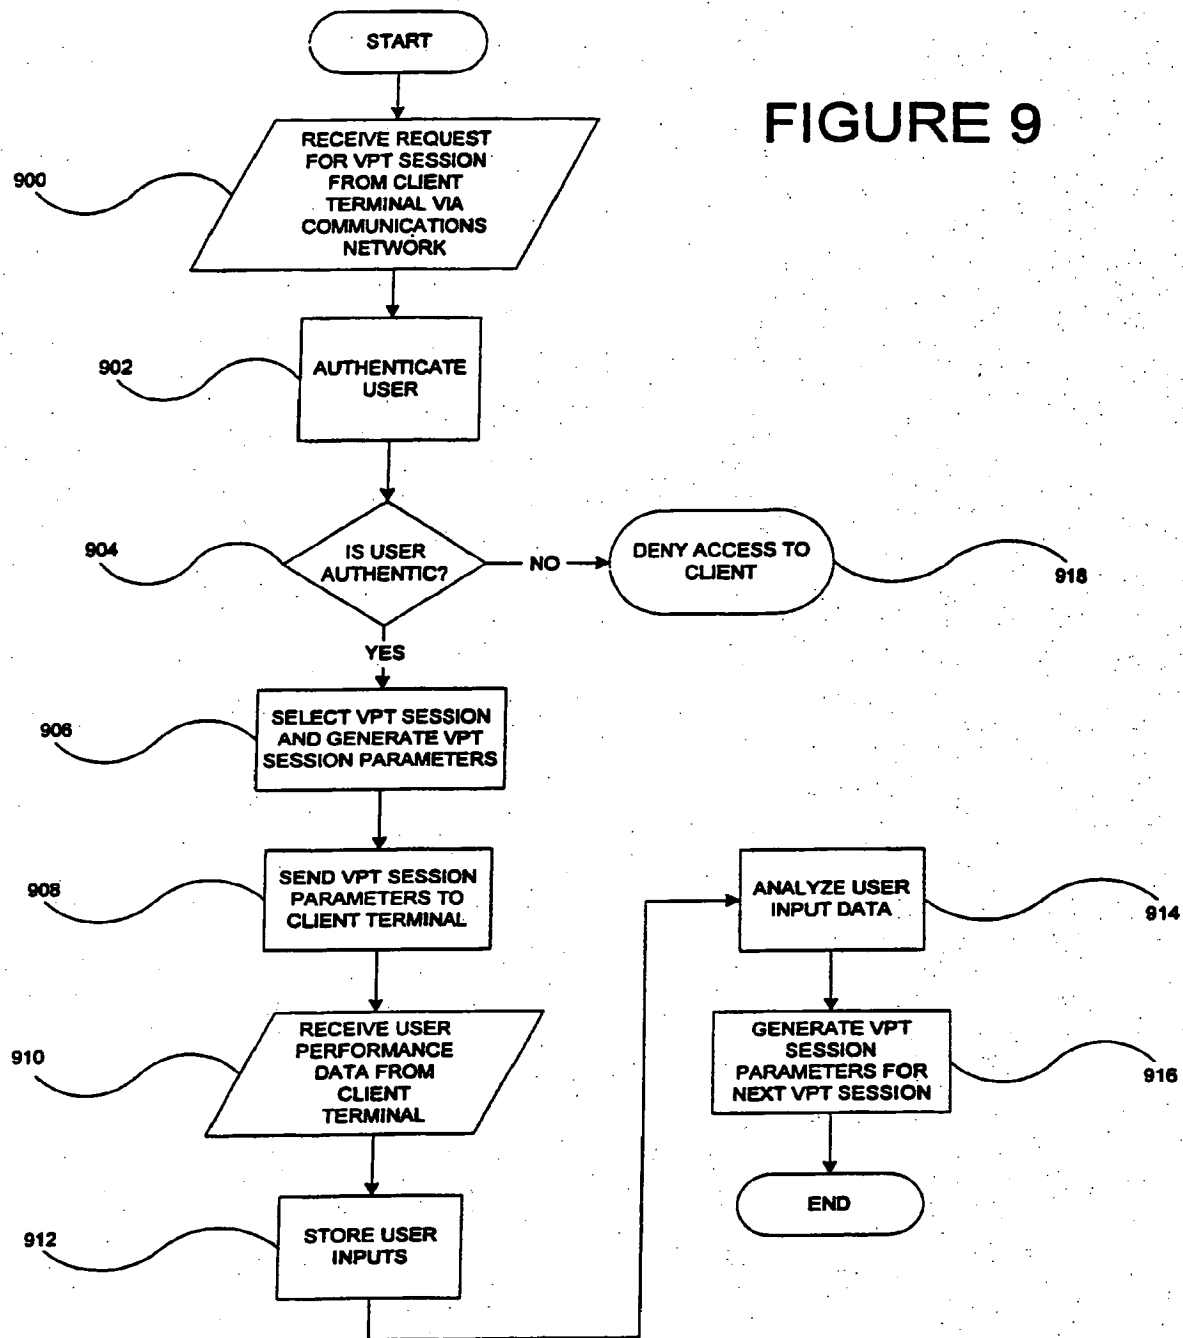 START
FIGURE 9
RECEIVE REQUEST
FOR VPT SESSION
FROM CLIENT
TERMINAL VIA
COMMUNICATIONS
NETWORK
900
AUTHENTICATE
USER
902
IS USER
AUTHENTIC?
904
NO
DENY ACCESS TO
CLIENT
918
YES
SELECT VPT SESSION
AND GENERATE VPT
SESSION PARAMETERS
906
SEND VPT SESSION
PARAMETERS TO
CLIENT TERMINAL
908
RECEIVE USER
PERFORMANCE
DATA FROM
CLIENT
TERMINAL
910
STORE USER
INPUTS
912
ANALYZE USER
INPUT DATA
914
GENERATE VPT
SESSION
PARAMETERS FOR
NEXT VPT SESSION
916
END